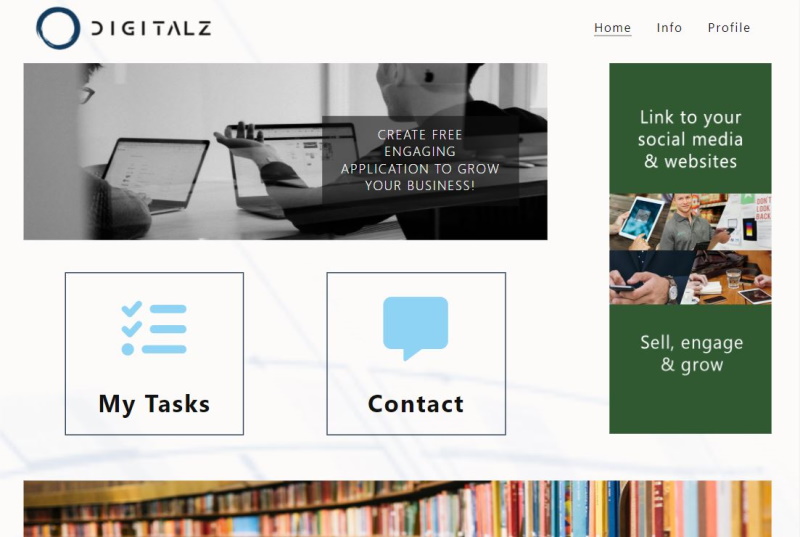 DIGITALZ
Home Info Profile
CREATE FREE
ENGAGING
APPLICATION TO GROW
YOUR BUSINESS!
Link to your
social media
& websites
DON'T
LOOK
BACK
Sell, engage
& grow
My Tasks
Contact